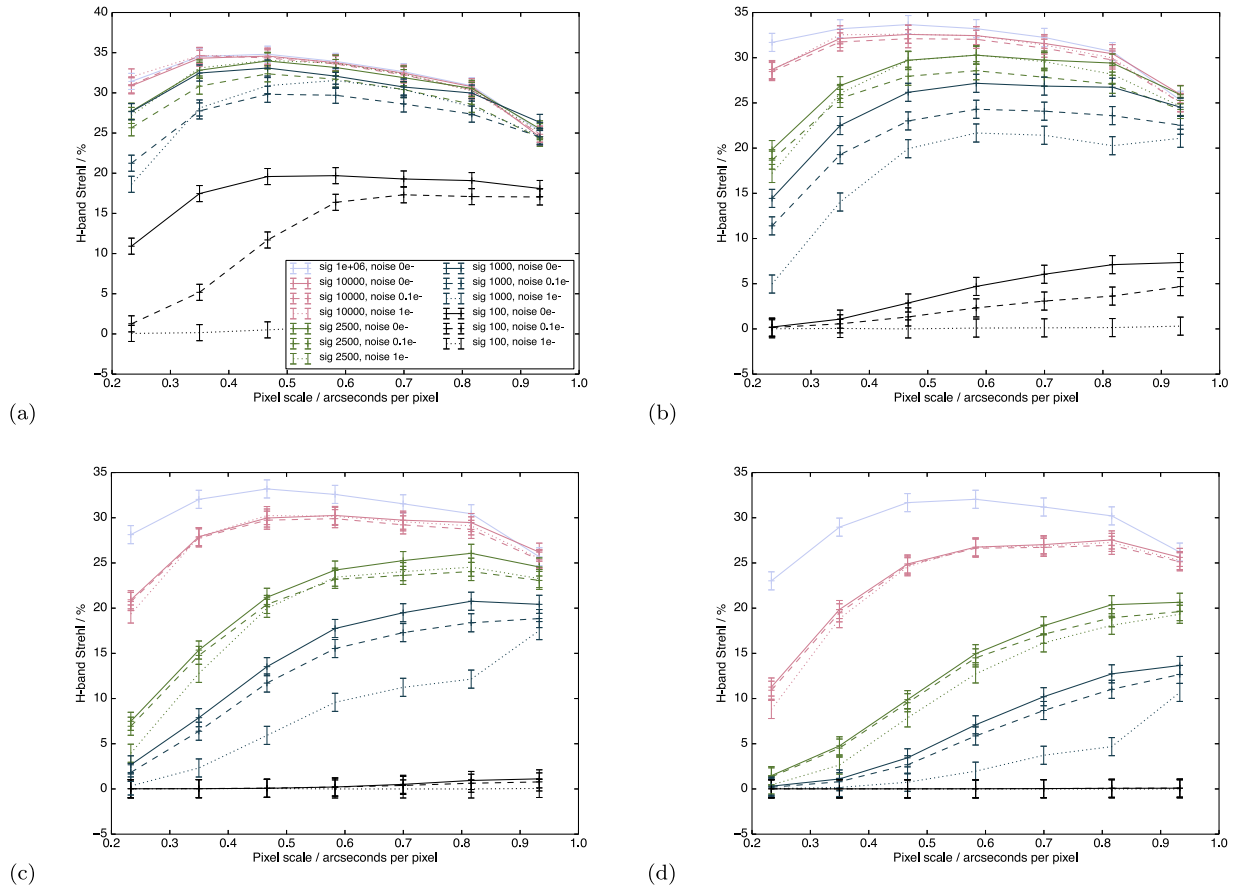 40
35
30
25
20
15
10
5
0
−5
H-band Strehl / %
sig 1e+06, noise 0e-
sig 10000, noise 0e-
sig 10000, noise 0.1e-
sig 10000, noise 1e-
sig 2500, noise 0e-
sig 2500, noise 0.1e-
sig 2500, noise 1e-
sig 1000, noise 0e-
sig 1000, noise 0.1e-
sig 1000, noise 1e-
sig 100, noise 0e-
sig 100, noise 0.1e-
sig 100, noise 1e-
0.2 0.3 0.4 0.5 0.6 0.7 0.8 0.9 1.0
Pixel scale / arcseconds per pixel
(a)
35
30
25
20
15
10
5
0
−5
H-band Strehl / %
0.2 0.3 0.4 0.5 0.6 0.7 0.8 0.9 1.0
Pixel scale / arcseconds per pixel
(b)
35
30
25
20
15
10
5
0
−5
H-band Strehl / %
0.2 0.3 0.4 0.5 0.6 0.7 0.8 0.9 1.0
Pixel scale / arcseconds per pixel
(c)
35
30
25
20
15
10
5
0
−5
H-band Strehl / %
0.2 0.3 0.4 0.5 0.6 0.7 0.8 0.9 1.0
Pixel scale / arcseconds per pixel
(d)